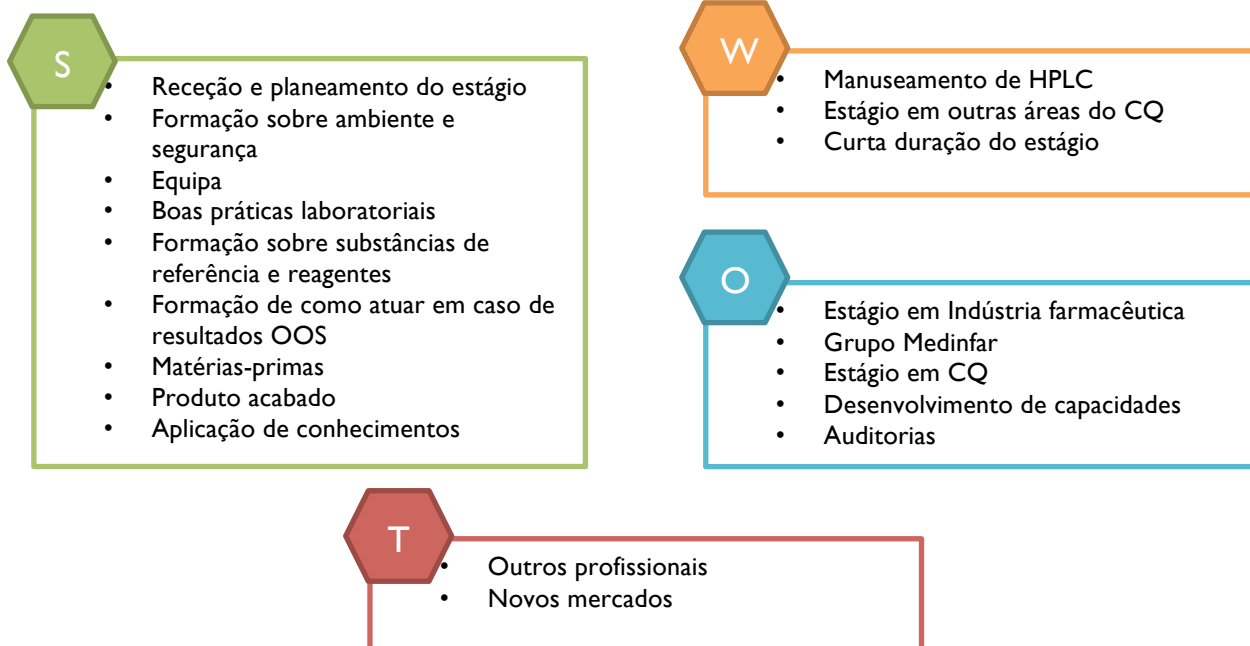 S
• Receção e planeamento do estágio
• Formação sobre ambiente e
segurança
• Equipa
• Boas práticas laboratoriais
• Formação sobre substâncias de
referência e reagentes
• Formação de como atuar em caso de
resultados OOS
• Matérias-primas
• Produto acabado
• Aplicação de conhecimentos
W
• Manuseamento de HPLC
• Estágio em outras áreas do CQ
• Curta duração do estágio
O
• Estágio em Indústria farmacêutica
• Grupo Medinfar
• Estágio em CQ
• Desenvolvimento de capacidades
• Auditorias
T
• Outros profissionais
• Novos mercados